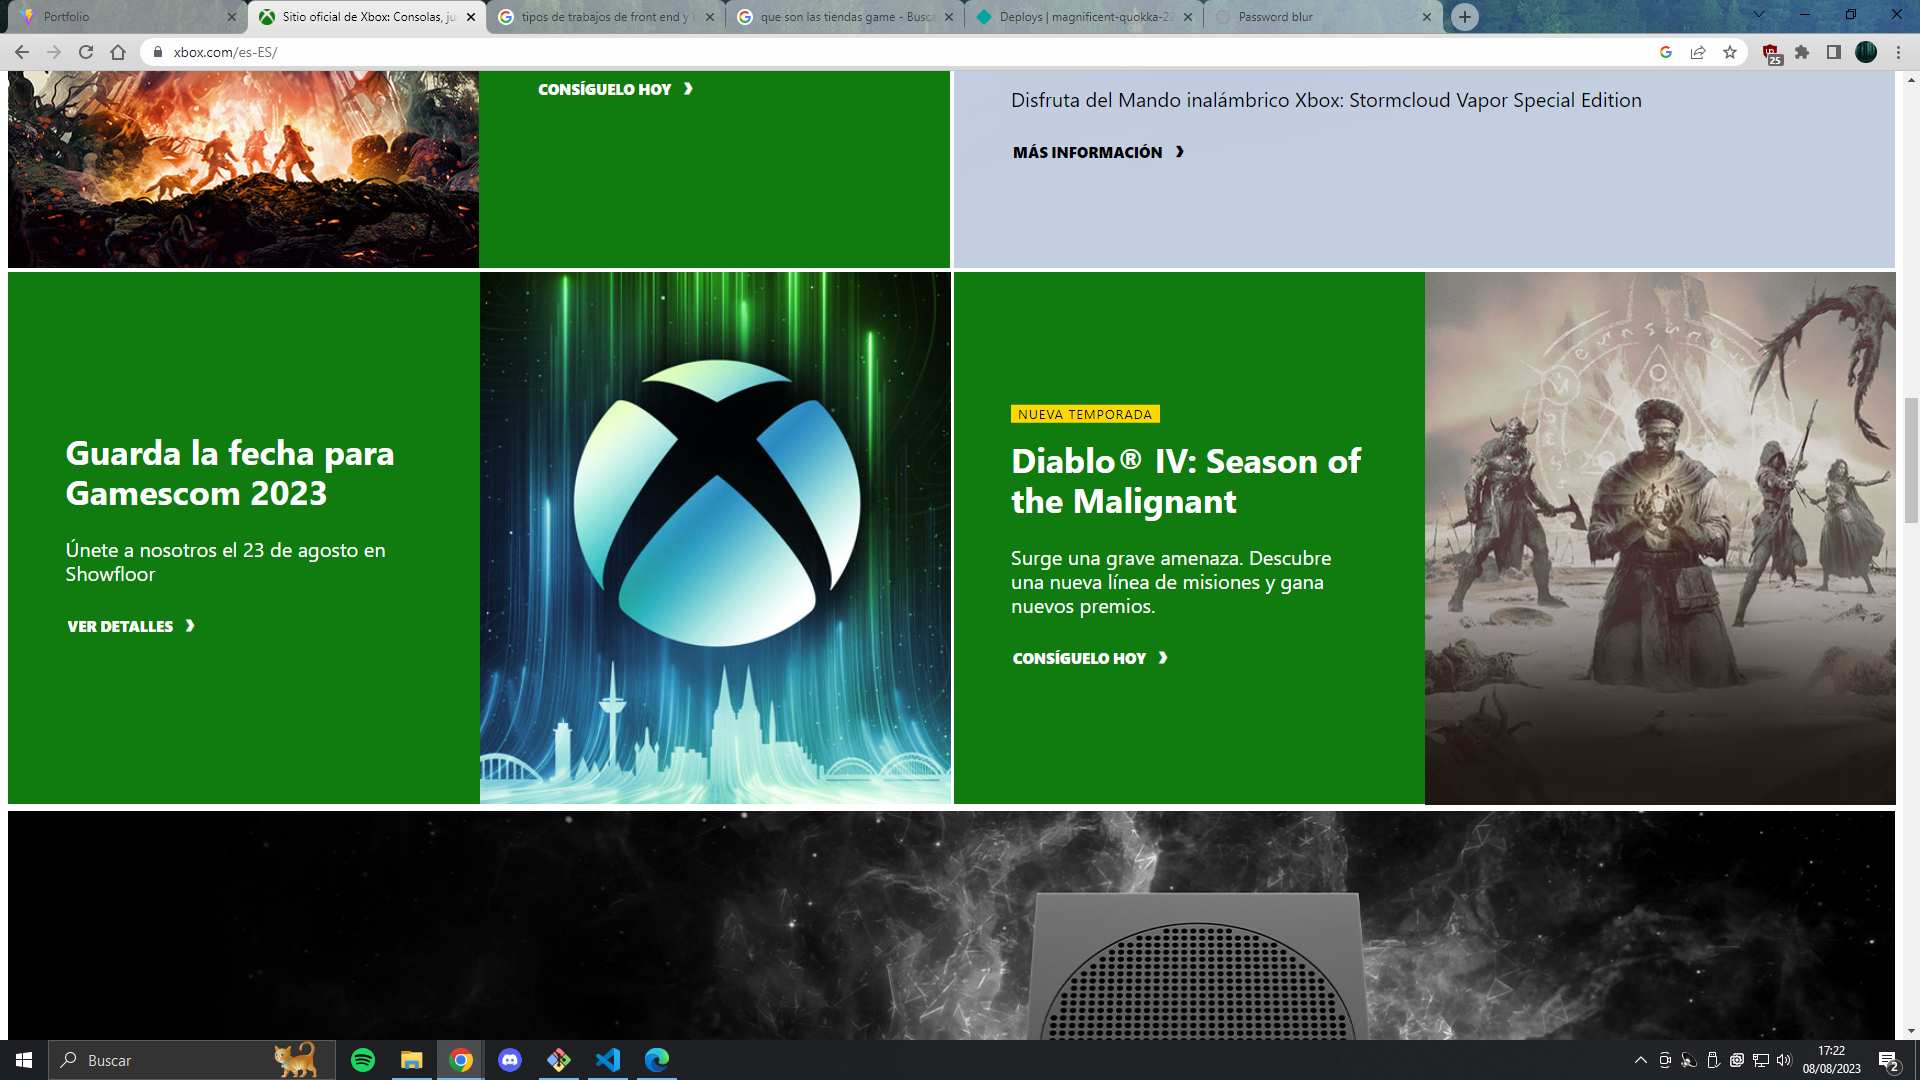 Portfolio
Sitio oficial de Xbox: Consolas, ju
tipos de trabajos de front end y b
que son las tiendas game - Busca
Deploys | magnificent-quokka-22
Password blur
xbox.com/es-ES/
25
CONSÍGUELO HOY
Disfruta del Mando inalámbrico Xbox: Stormcloud Vapor Special Edition
MÁS INFORMACIÓN
Guarda la fecha para
Gamescom 2023
Únete a nosotros el 23 de agosto en
Showfloor
VER DETALLES
NUEVA TEMPORADA
Diablo® IV: Season of
the Malignant
Surge una grave amenaza. Descubre
una nueva línea de misiones y gana
nuevos premios.
CONSÍGUELO HOY
Buscar
17:22
08/08/2023
2